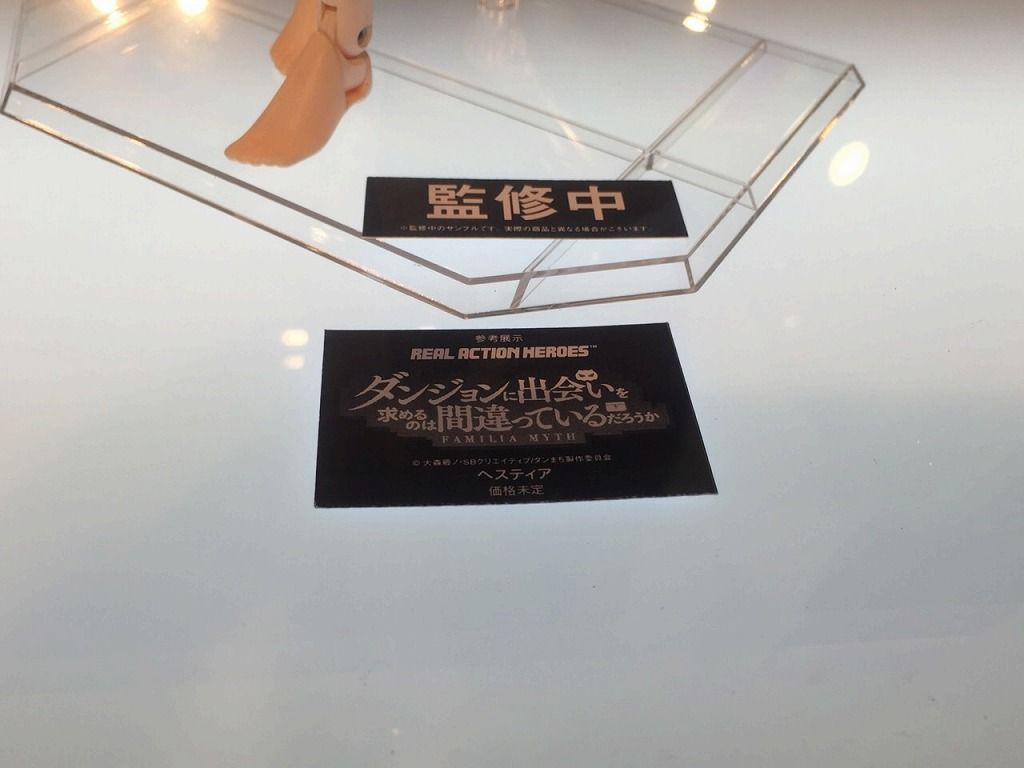 監修中
※監修中のサンプルです。実際の商品と異なる場合がございます。
参考展示
REAL ACTION HEROES™
ダンジョンに出会いを
求めるのは間違っているだろうか
FAMILIA MYTH
© 大森藤ノ・SBクリエイティブ/ダンまち製作委員会
ヘスティア
価格未定